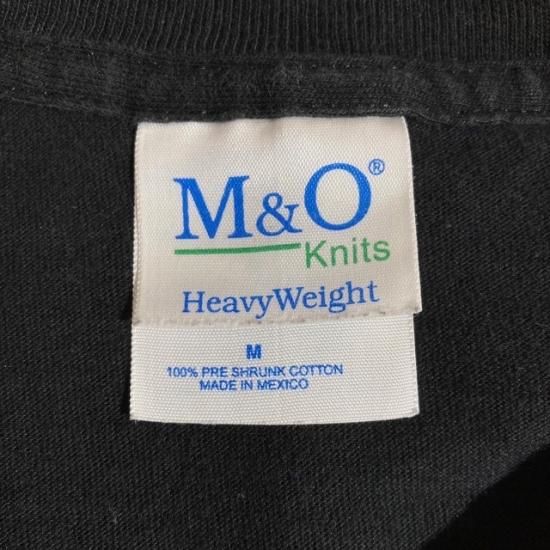 M&O®
Knits
HeavyWeight
M
100% PRE SHRUNK COTTON
MADE IN MEXICO